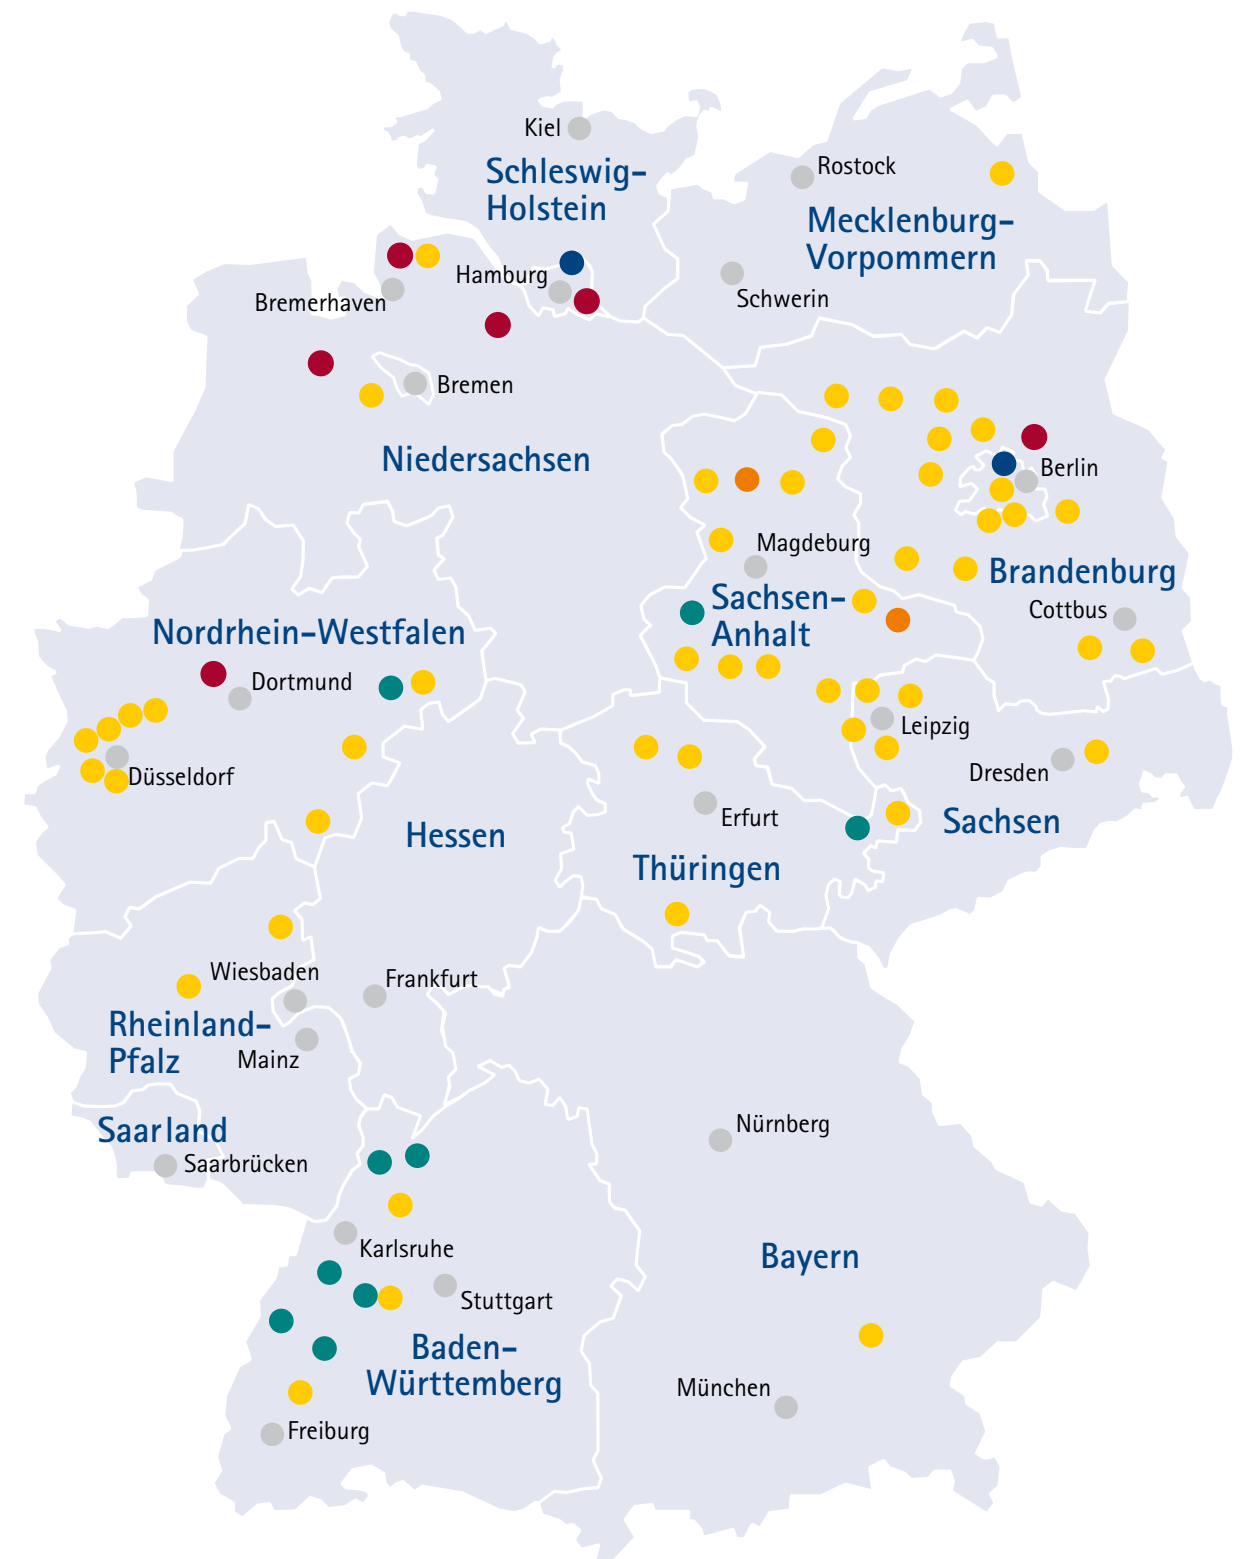 Kiel
Schleswig-
Holstein
Rostock
Mecklenburg-
Vorpommern
Hamburg
Bremerhaven
Schwerin
Bremen
Niedersachsen
Berlin
Magdeburg
Brandenburg
Sachsen-
Anhalt
Cottbus
Nordrhein-Westfalen
Dortmund
Leipzig
Düsseldorf
Dresden
Erfurt
Sachsen
Hessen
Thüringen
Wiesbaden
Frankfurt
Rheinland-
Pfalz
Mainz
Saarland
Saarbrücken
Nürnberg
Karlsruhe
Bayern
Stuttgart
Baden-
Württemberg
München
Freiburg